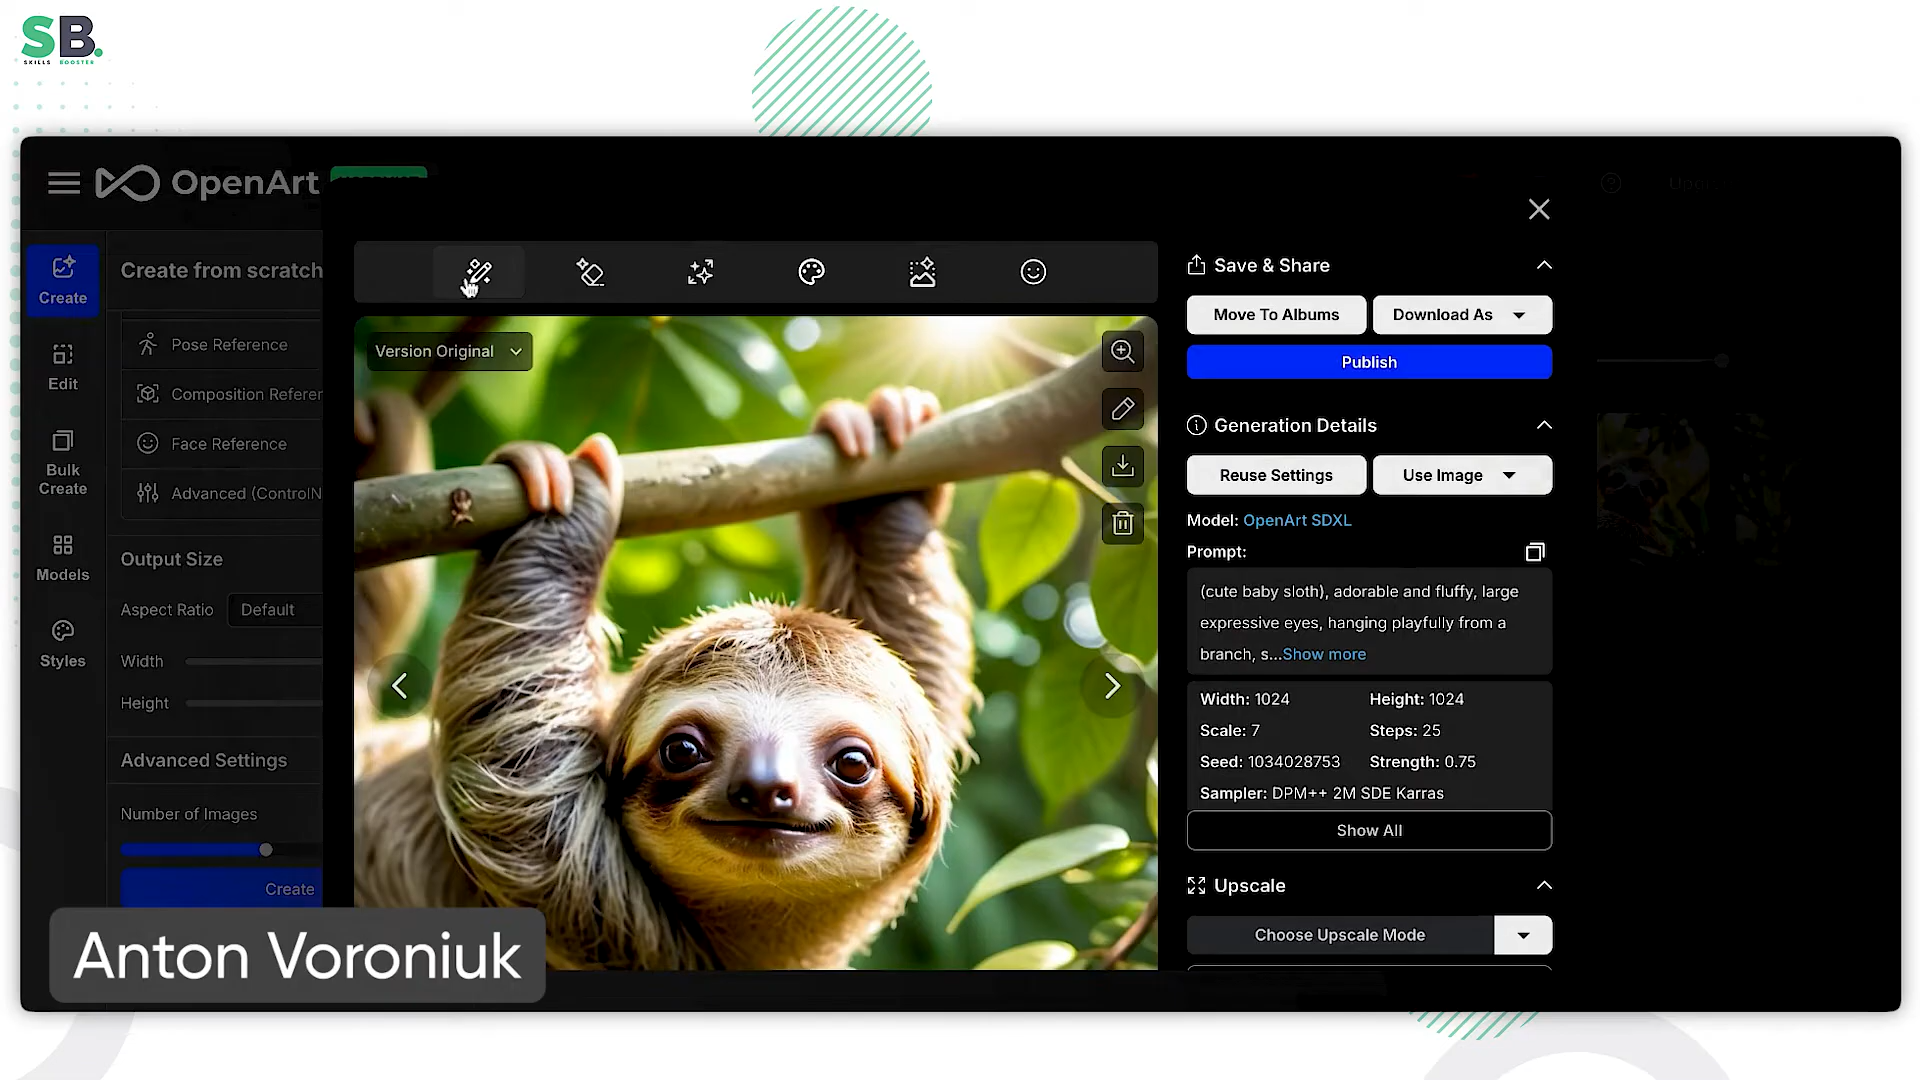 SB.
SKILLS BOOSTER
OpenArt
Create
Edit
Bulk
Create
Models
Styles
Create from scratch
Pose Reference
Composition Referen
Face Reference
Advanced (ControlN
Output Size
Aspect Ratio Default
Width
Height
Advanced Settings
Number of Images
Create
Version Original
Save & Share
Move To Albums Download As
Publish
Generation Details
Reuse Settings Use Image
Model: OpenArt SDXL
Prompt:
(cute baby sloth), adorable and fluffy, large
expressive eyes, hanging playfully from a
branch, s...Show more
Width: 1024 Height: 1024
Scale: 7 Steps: 25
Seed: 1034028753 Strength: 0.75
Sampler: DPM++ 2M SDE Karras
Show All
Upscale
Choose Upscale Mode
Anton Voroniuk